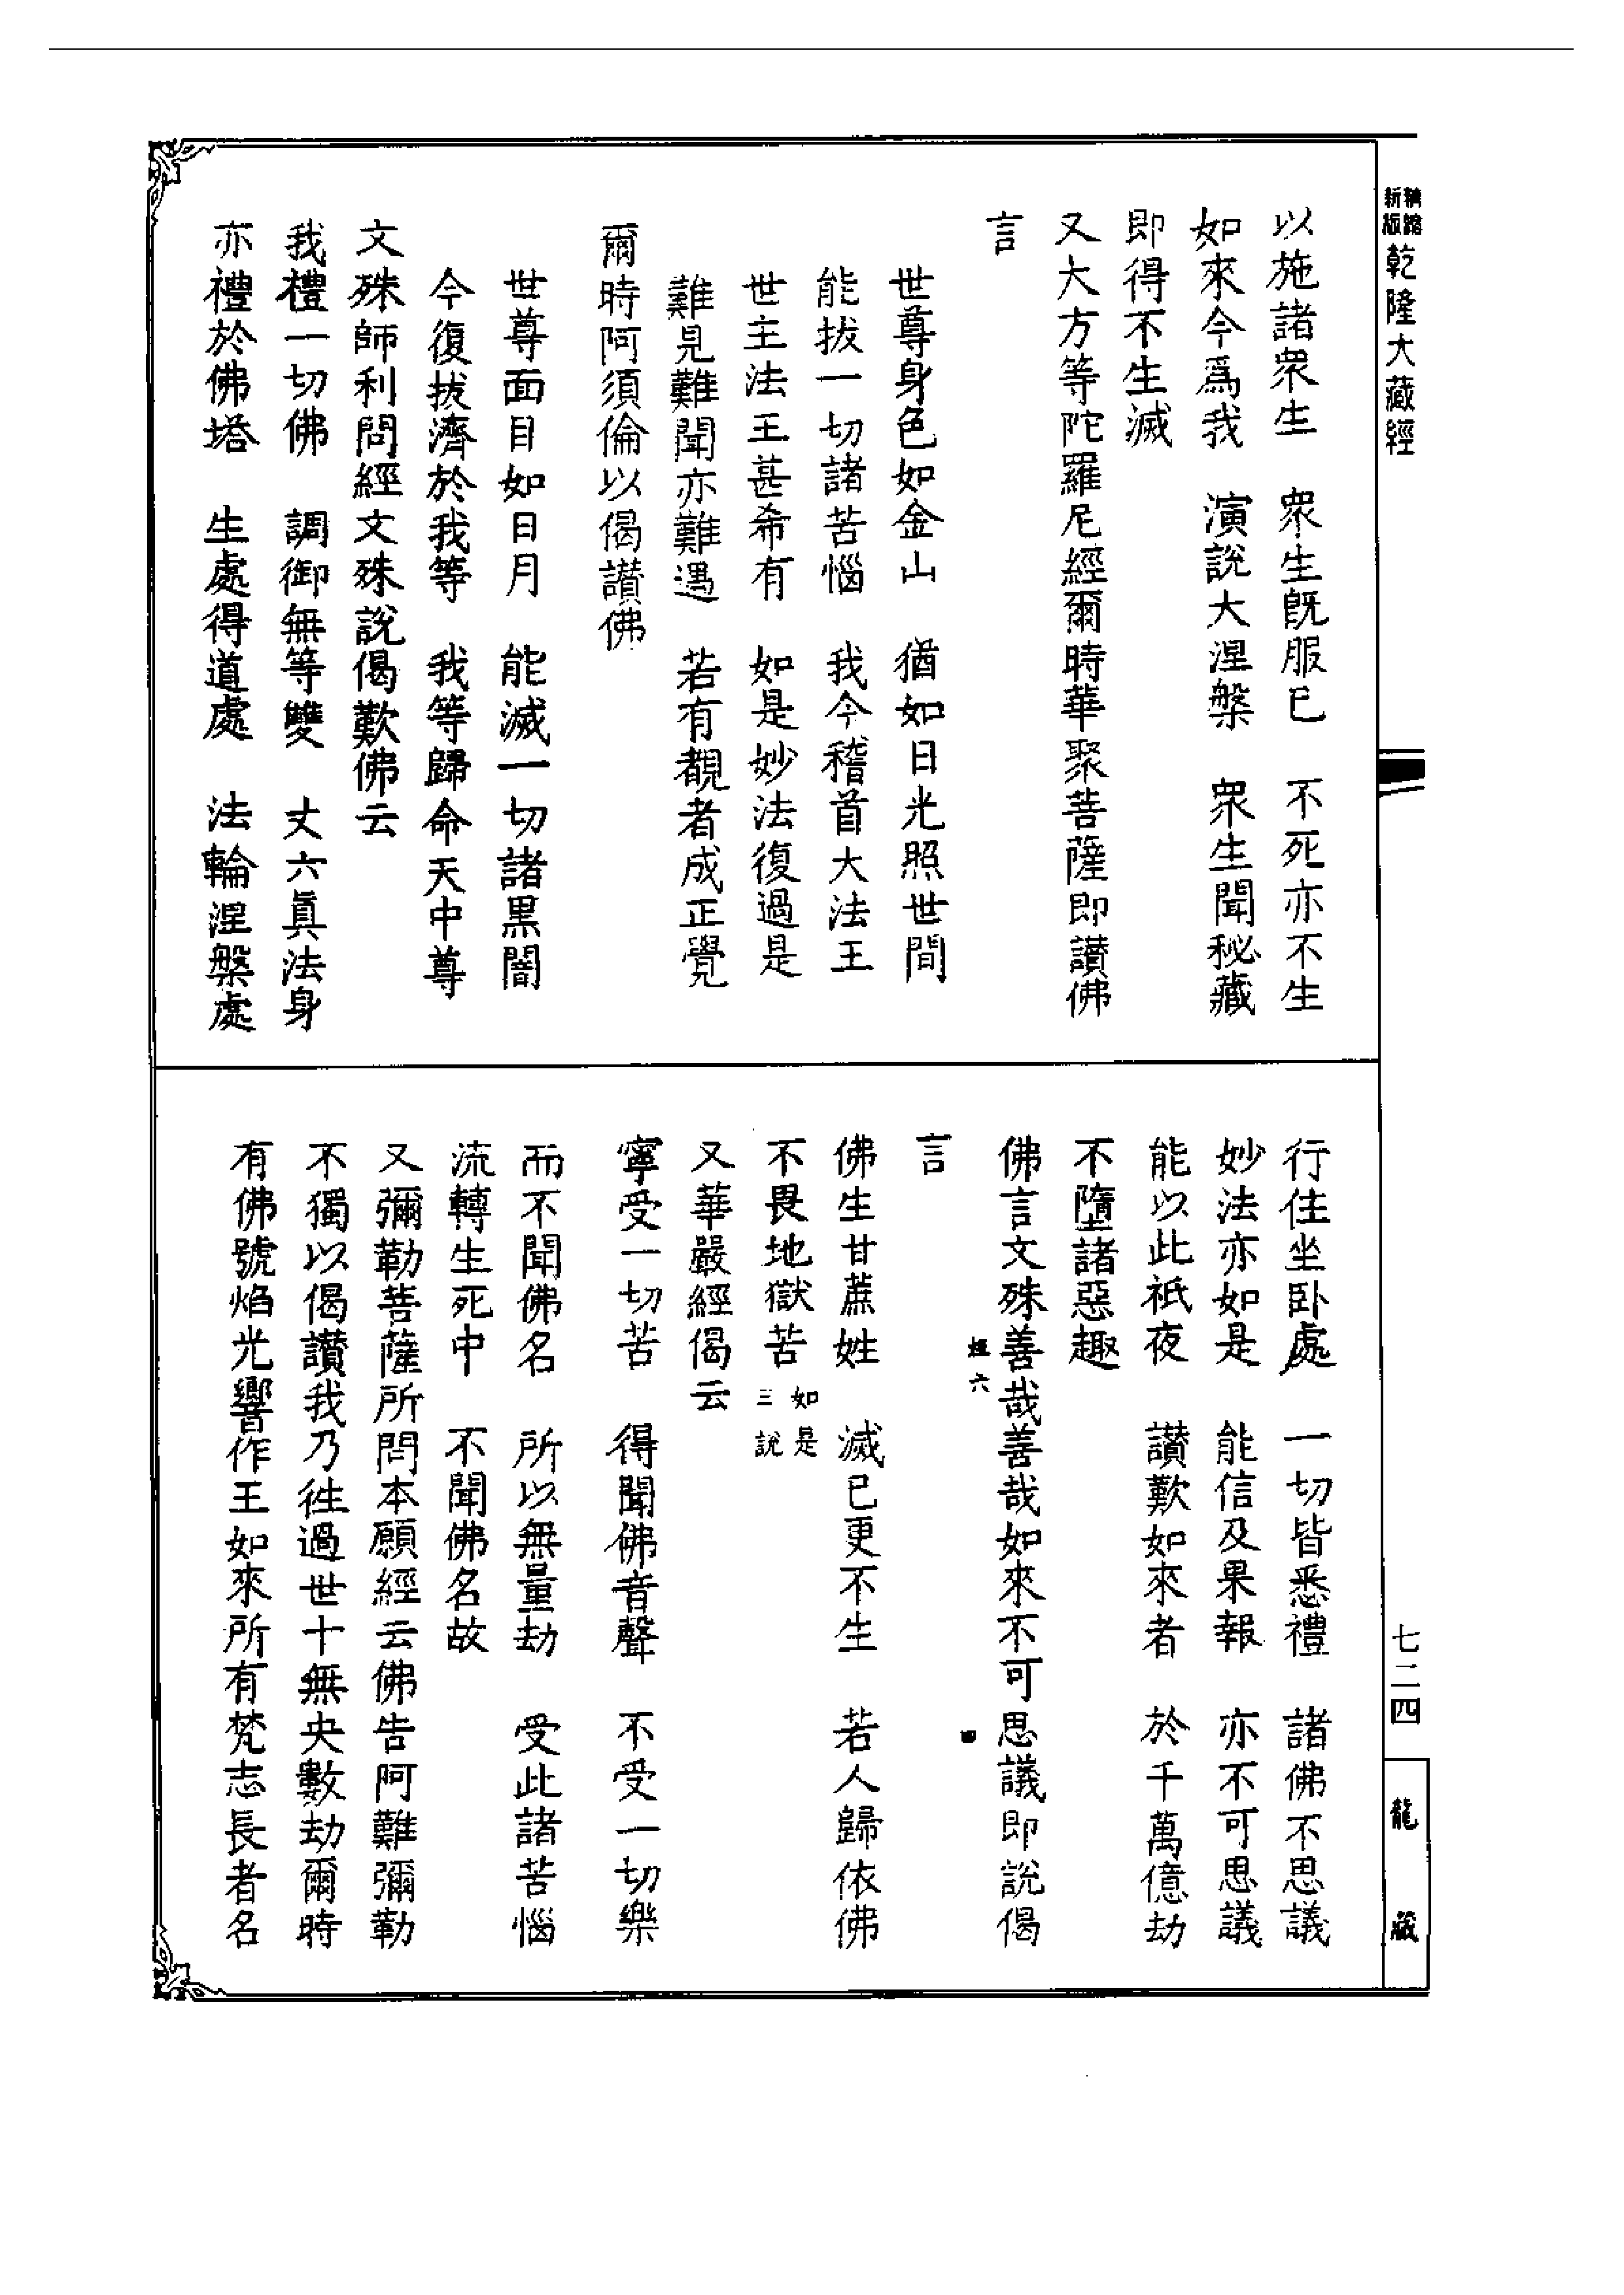 精縮新版乾隆大藏經
以施諸衆生　衆生旣服已　不死亦不生
如來今爲我　演說大涅槃　衆生聞祕藏
即得不生滅
又大方等陀羅尼經爾時華聚菩薩即讚佛
言
世尊身色如金山　猶如日光照世間
能拔一切諸苦惱　我今稽首大法王
世主法王甚希有　如是妙法復過是
難見難聞亦難遇　若有覩者成正覺
爾時阿須倫以偈讚佛
世尊面目如日月　能滅一切諸黑闇
今復拔濟於我等　我等歸命天中尊
文殊師利問經文殊說偈歎佛云
我禮一切佛　調御無等雙　丈六眞法身
亦禮於佛塔　生處得道處　法輪涅槃處
行住坐卧處　一切皆悉禮　諸佛不思議
妙法亦如是　能信及果報　亦不可思議
能以此祇夜　讚歎如來者　於千萬億劫
不墮諸惡趣
佛言文殊善哉善哉如來不可思議即說偈
言
佛生甘蔗姓　滅已更不生　若人歸依佛
不畏地獄苦 如是三說
又華嚴經偈云
寧受一切苦　得聞佛音聲　不受一切樂
而不聞佛名　所以無量劫　受此諸苦惱
流轉生死中　不聞佛名故
又彌勒菩薩所問本願經云佛告阿難彌勒
不獨以偈讚我乃徃過世十無央數劫爾時
有佛號焰光響作王如來所有梵志長者名
七二四
龍藏